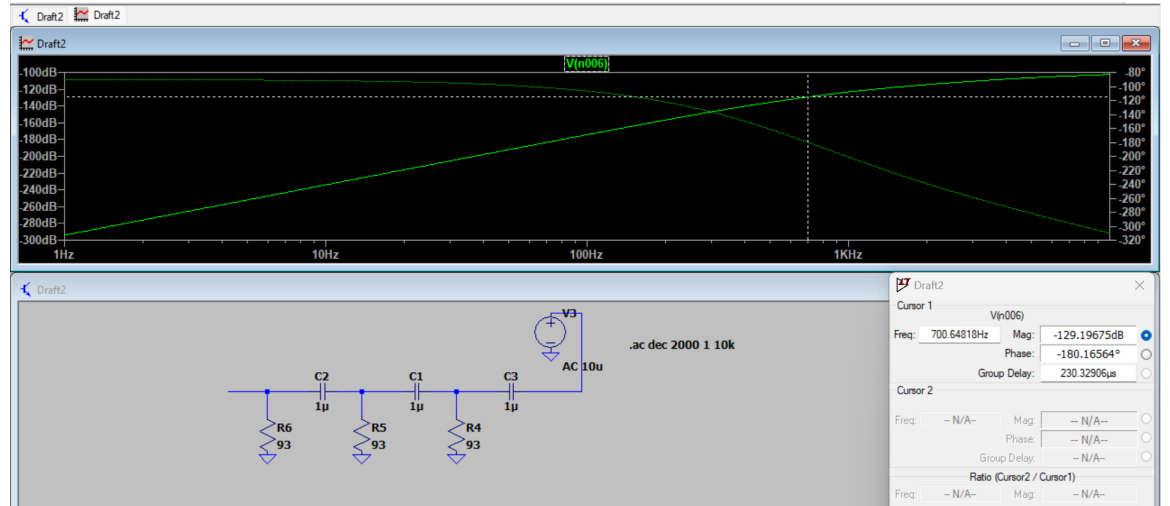 Draft2 Draft2
Draft2
V(n006)
-100dB -80°
-120dB -100°
-140dB -120°
-160dB -140°
-180dB -160°
-200dB -180°
-220dB -200°
-240dB -220°
-260dB -240°
-280dB -260°
-300dB -280°
-300°
-320°
1Hz 10Hz 100Hz 1KHz
Draft2
V3
.ac dec 2000 1 10k
AC 10u
C2 C1 C3
1µ 1µ 1µ
R6 R5 R4
93 93 93
Draft2
Cursor 1
V(n006)
Freq: 700.64818Hz Mag: -129.19675dB
Phase: -180.16564°
Group Delay: 230.32906µs
Cursor 2
Freq: -- N/A-- Mag: -- N/A--
Phase: -- N/A--
Group Delay: -- N/A--
Ratio (Cursor2 / Cursor1)
Freq: -- N/A-- Mag: -- N/A--